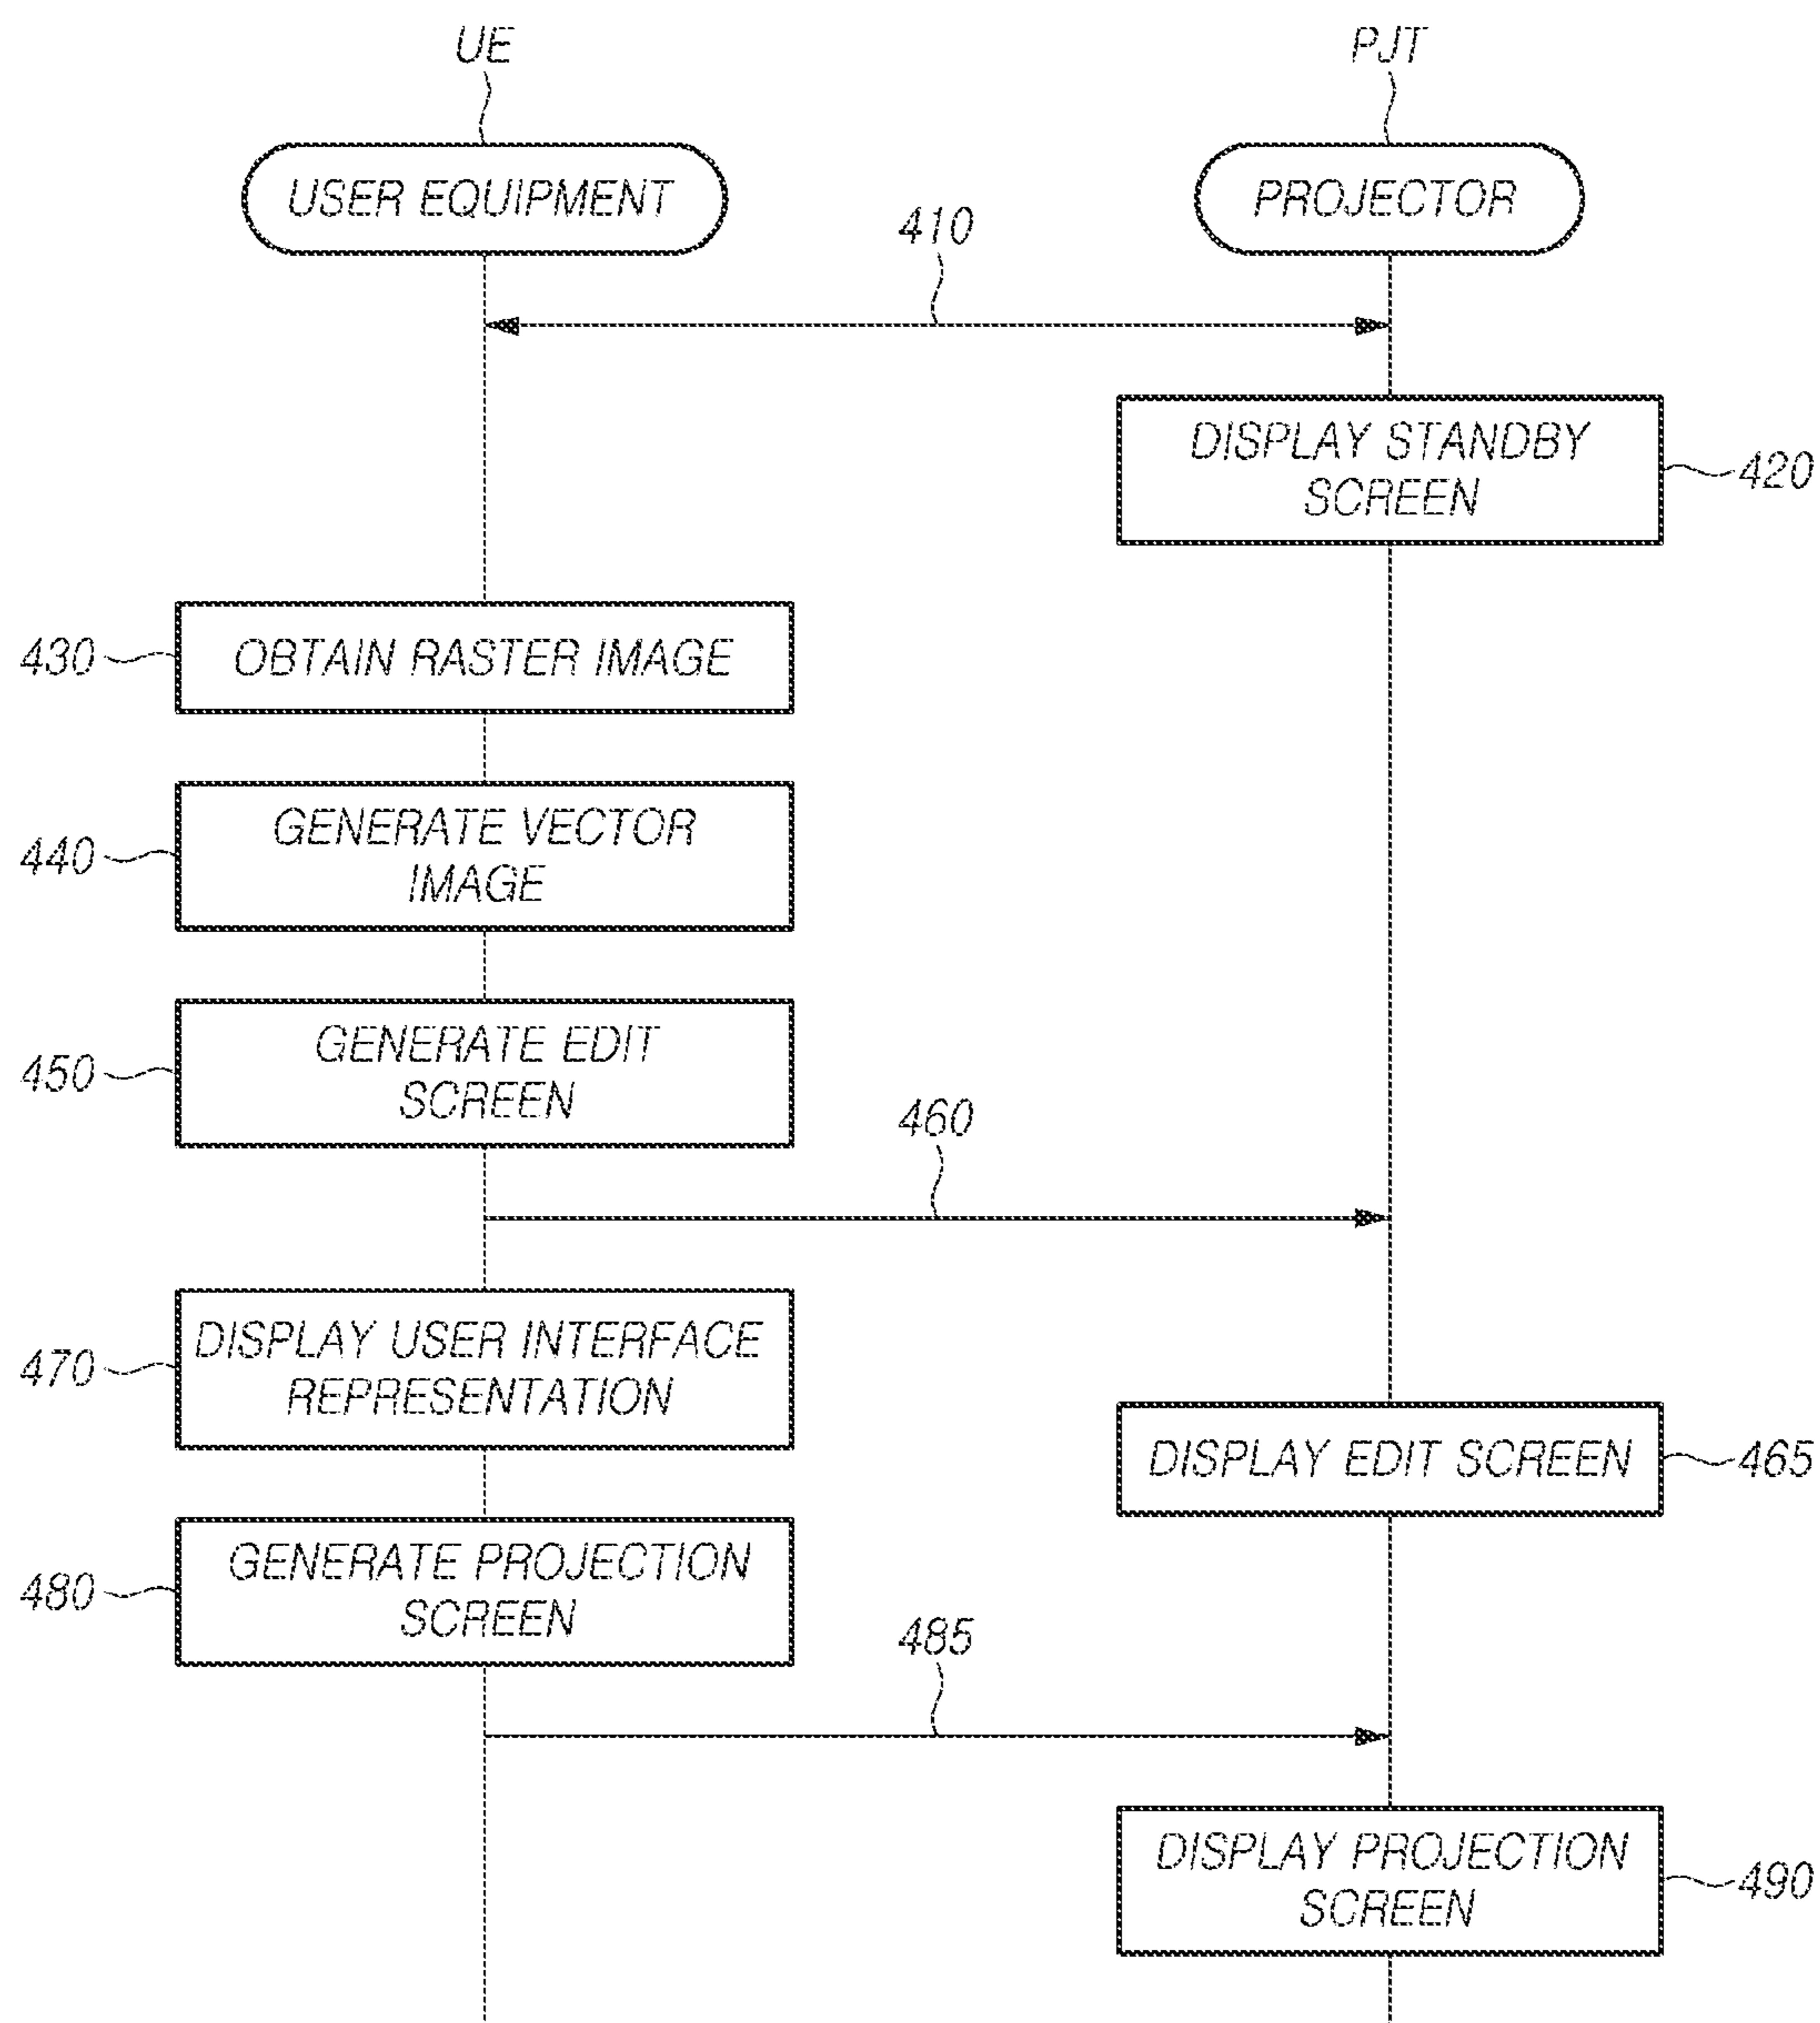 UE
PJT
USER EQUIPMENT
PROJECTOR
410
DISPLAY STANDBY
SCREEN
420
430
OBTAIN RASTER IMAGE
440
GENERATE VECTOR
IMAGE
450
GENERATE EDIT
SCREEN
460
470
DISPLAY USER INTERFACE
REPRESENTATION
DISPLAY EDIT SCREEN
465
480
GENERATE PROJECTION
SCREEN
485
DISPLAY PROJECTION
SCREEN
490